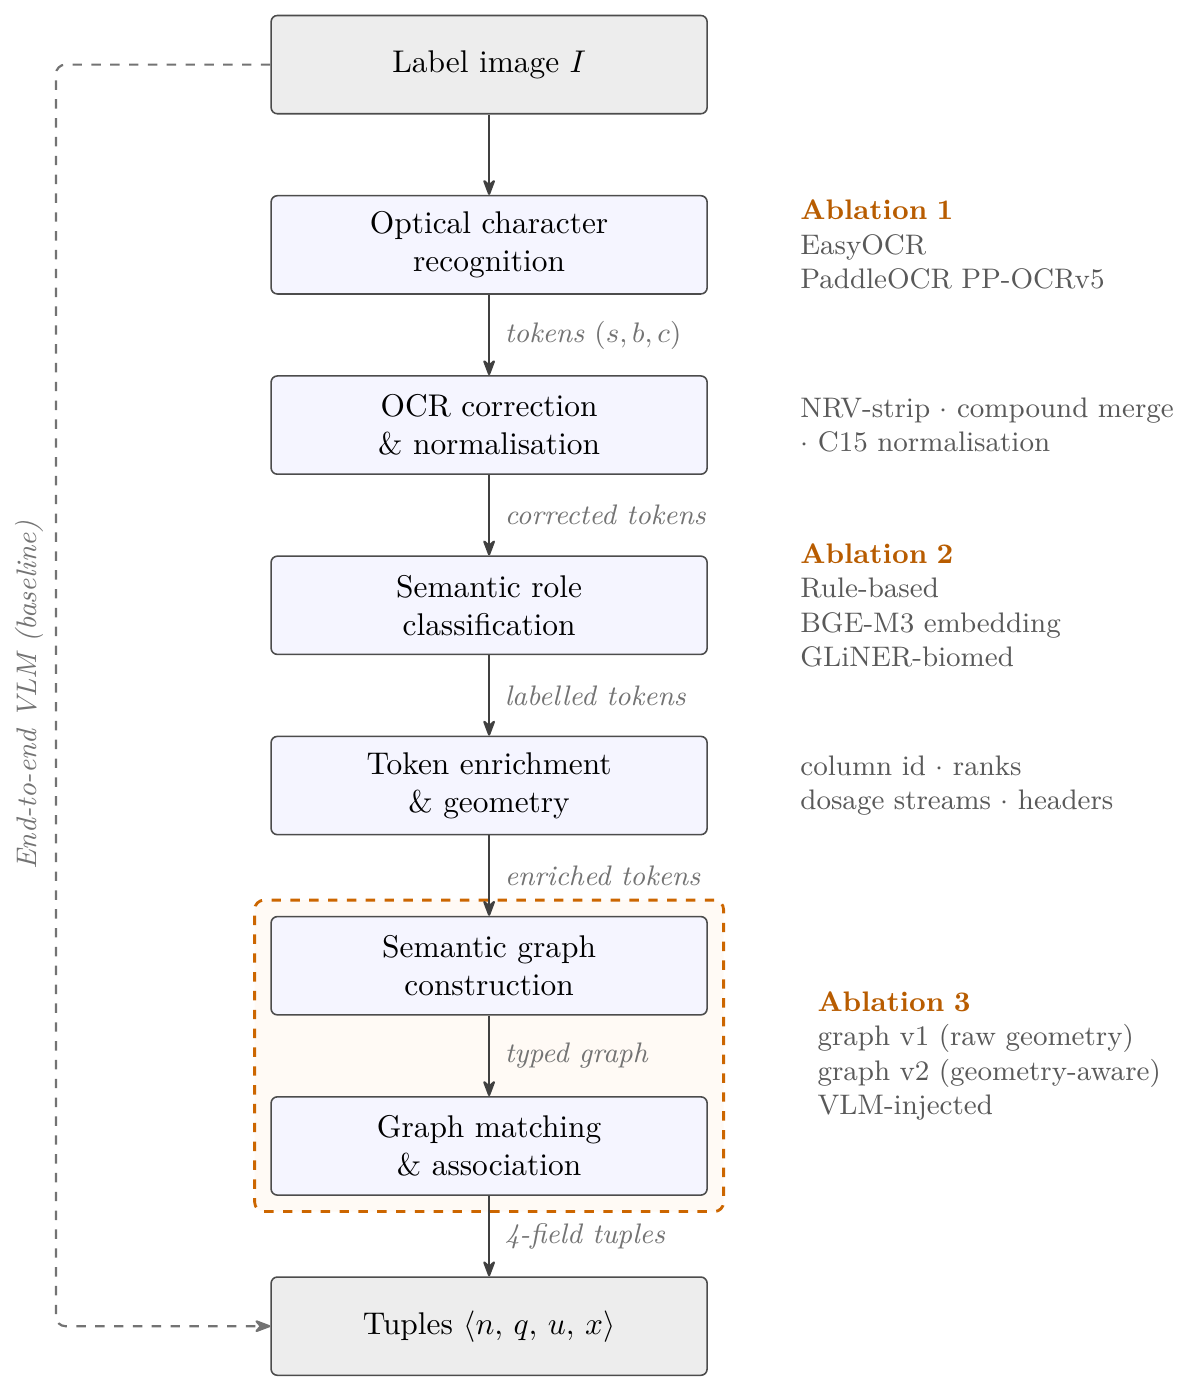 Label image I
Optical character
recognition
Ablation 1
EasyOCR
PaddleOCR PP-OCRv5
tokens (s, b, c)
OCR correction
& normalisation
NRV-strip · compound merge
· C15 normalisation
corrected tokens
Semantic role
classification
Ablation 2
Rule-based
BGE-M3 embedding
GLiNER-biomed
labelled tokens
Token enrichment
& geometry
column id · ranks
dosage streams · headers
enriched tokens
Semantic graph
construction
typed graph
Graph matching
& association
Ablation 3
graph v1 (raw geometry)
graph v2 (geometry-aware)
VLM-injected
4-field tuples
Tuples ⟨n, q, u, x⟩
End-to-end VLM (baseline)